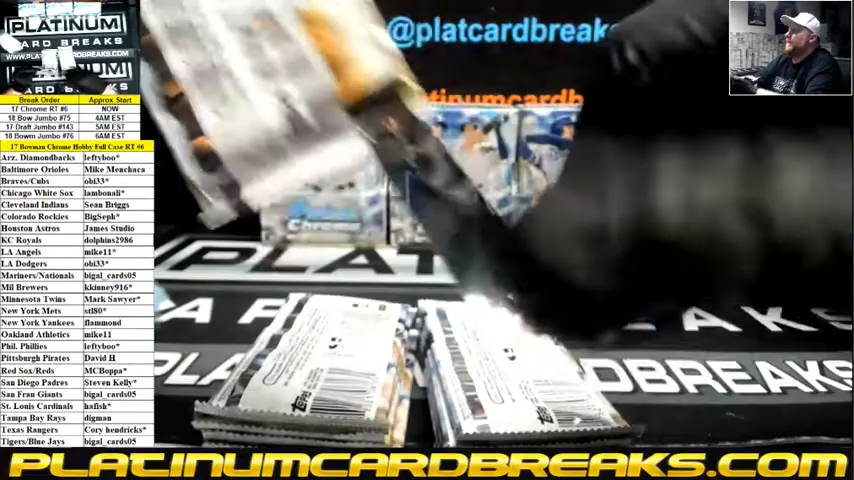 PLATINUM
CARD BREAKS
@platcardbreaks
Break Order Approx Start
17 Chrome RT #6 NOW
18 Bow Jumbo #75 4AM EST
17 Draft Jumbo #143 5AM EST
18 Bowm Jumbo #76 6AM EST
17 Bowman Chrome Hobby Full Case RT #6
Arz. Diamondbacks leftyboo*
Baltimore Orioles Mike Menchaca
Braves/Cubs obi33*
Chicago White Sox lambonali*
Cleveland Indians Sean Briggs
Colorado Rockies BigSeph*
Houston Astros James Studio
KC Royals dolphins2986
LA Angels mike11*
LA Dodgers obi33*
Mariners/Nationals bigal_cards05
Mil Brewers kkinney916*
Minnesota Twins Mark Sawyer*
New York Mets stl80*
New York Yankees flammond
Oakland Athletics mike11
Phil. Phillies leftyboo*
Pittsburgh Pirates David H
Red Sox/Reds MCBoppa*
San Diego Padres Steven Kelly*
San Fran Giants bigal_cards05
St. Louis Cardinals hafish*
Tampa Bay Rays digman
Texas Rangers Cory hendricks*
Tigers/Blue Jays bigal_cards05
tinumcardb
Chrome
PLA
topps
topps
CARDBREAKS.
PLATINUMCARDBREAKS.COM